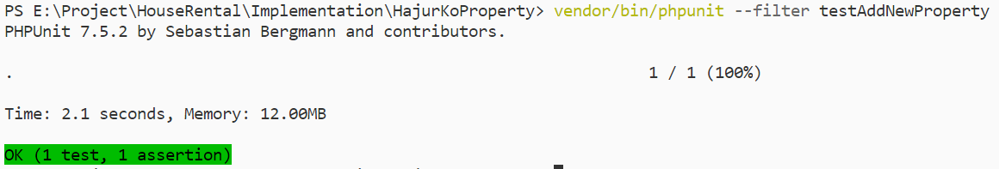 PS E:\Project\HouseRental\Implementation\HajurKoProperty> vendor/bin/phpunit --filter testAddNewProperty
PHPUnit 7.5.2 by Sebastian Bergmann and contributors.
. 1 / 1 (100%)
Time: 2.1 seconds, Memory: 12.00MB
OK (1 test, 1 assertion)